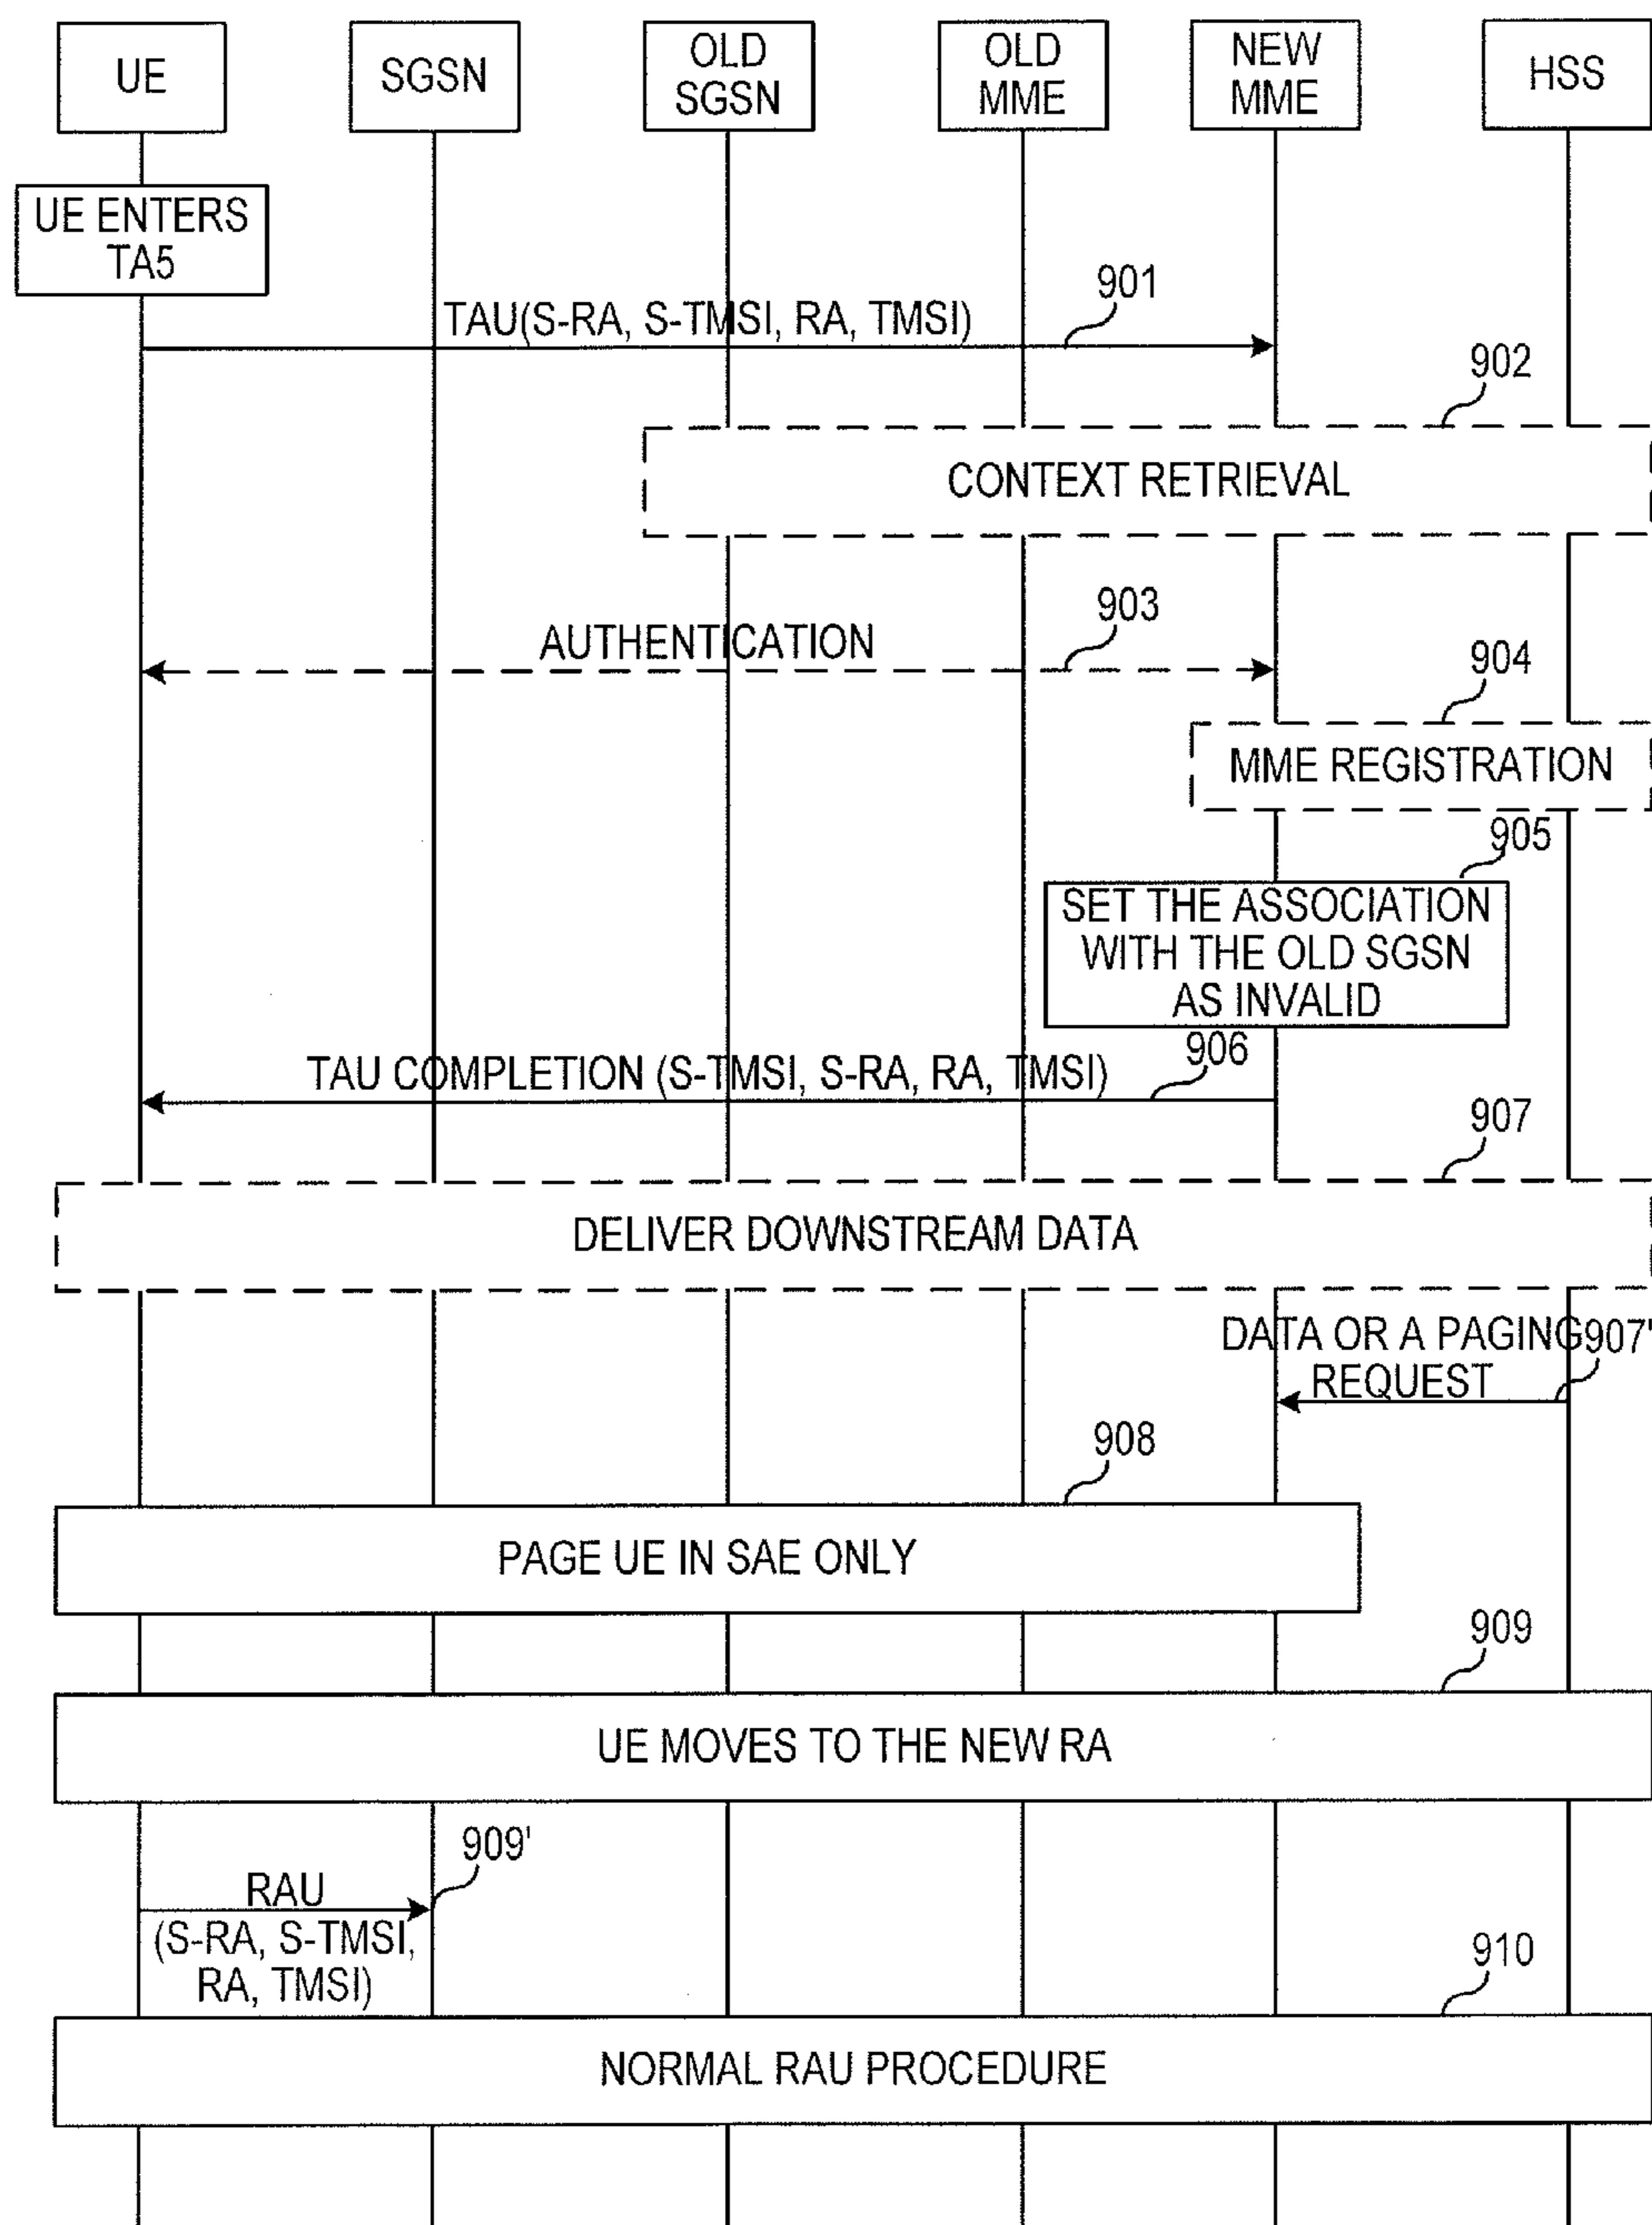 UE
SGSN
OLD
SGSN
OLD
MME
NEW
MME
HSS
UE ENTERS
TA5
901
TAU(S-RA, S-TMSI, RA, TMSI)
902
CONTEXT RETRIEVAL
903
AUTHENTICATION
904
MME REGISTRATION
905
SET THE ASSOCIATION
WITH THE OLD SGSN
AS INVALID
906
TAU COMPLETION (S-TMSI, S-RA, RA, TMSI)
907
DELIVER DOWNSTREAM DATA
DATA OR A PAGING
REQUEST
907'
908
PAGE UE IN SAE ONLY
909
UE MOVES TO THE NEW RA
909'
RAU
(S-RA, S-TMSI,
RA, TMSI)
910
NORMAL RAU PROCEDURE